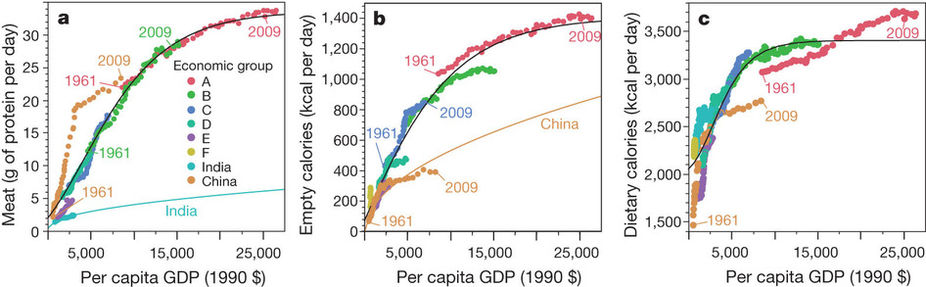 a
Meat (g of protein per day)
30
25
20
15
10
5
0
2009
2009
2009
1961
1961
1961
Economic group
A
B
C
D
E
F
India
China
India
5,000
15,000
25,000
Per capita GDP (1990 $)
b
Empty calories (kcal per day)
1,400
1,200
1,000
800
600
400
200
0
2009
1961
2009
1961
China
2009
1961
5,000
15,000
25,000
Per capita GDP (1990 $)
c
Dietary calories (kcal per day)
3,500
3,000
2,500
2,000
1,500
2009
1961
2009
1961
5,000
15,000
25,000
Per capita GDP (1990 $)